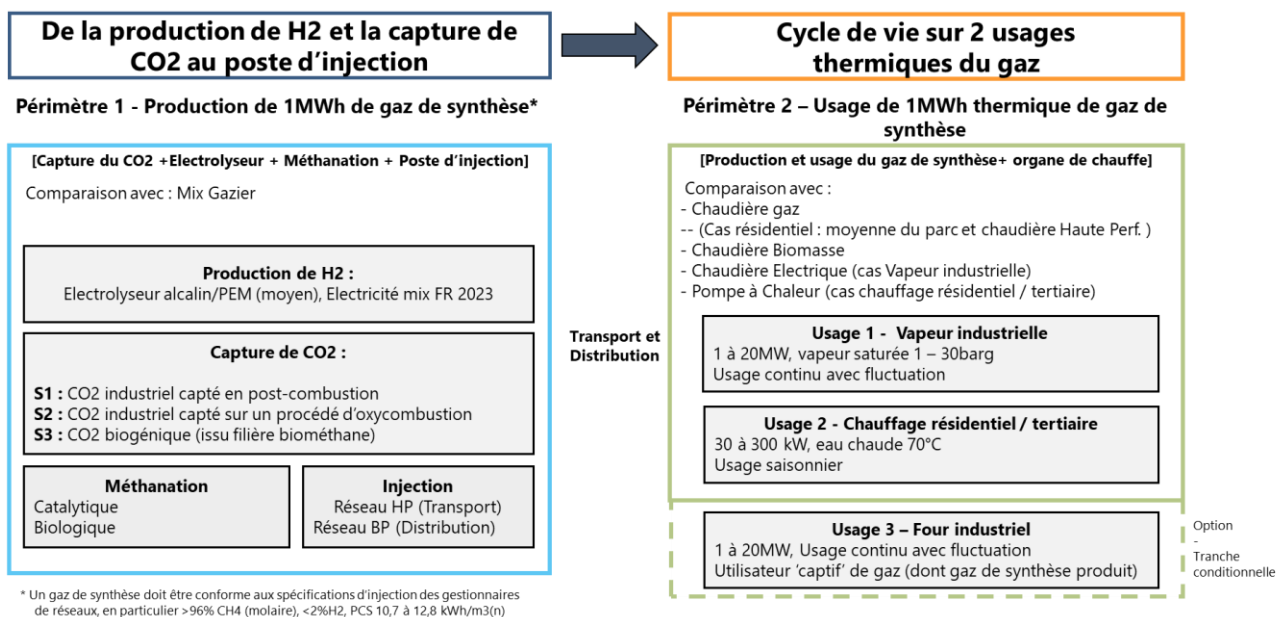 De la production de H2 et la capture de
CO2 au poste d'injection
Périmètre 1 - Production de 1MWh de gaz de synthèse*
[Capture du CO2 +Electrolyseur + Méthanation + Poste d'injection]
Comparaison avec : Mix Gazier
Production de H2 :
Electrolyseur alcalin/PEM (moyen), Electricité mix FR 2023
Capture de CO2 :
S1 : CO2 industriel capté en post-combustion
S2 : CO2 industriel capté sur un procédé d'oxycombustion
S3 : CO2 biogénique (issu filière biométhane)
Méthanation
Catalytique
Biologique
Injection
Réseau HP (Transport)
Réseau BP (Distribution)
* Un gaz de synthèse doit être conforme aux spécifications d'injection des gestionnaires
de réseaux, en particulier >96% CH4 (molaire), <2%H2, PCS 10,7 à 12,8 kWh/m3(n)
Transport et
Distribution
Cycle de vie sur 2 usages
thermiques du gaz
Périmètre 2 – Usage de 1MWh thermique de gaz de
synthèse
[Production et usage du gaz de synthèse+ organe de chauffe]
Comparaison avec :
- Chaudière gaz
-- (Cas résidentiel : moyenne du parc et chaudière Haute Perf. )
- Chaudière Biomasse
- Chaudière Electrique (cas Vapeur industrielle)
- Pompe à Chaleur (cas chauffage résidentiel / tertiaire)
Usage 1 - Vapeur industrielle
1 à 20MW, vapeur saturée 1 – 30barg
Usage continu avec fluctuation
Usage 2 - Chauffage résidentiel / tertiaire
30 à 300 kW, eau chaude 70°C
Usage saisonnier
Usage 3 – Four industriel
1 à 20MW, Usage continu avec fluctuation
Utilisateur 'captif' de gaz (dont gaz de synthèse produit)
Option
-
Tranche
conditionnelle